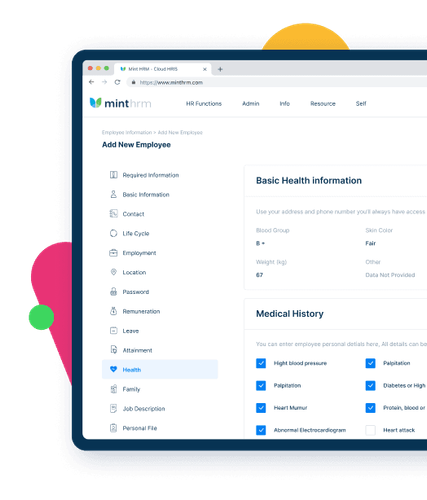 Mint HRM - Cloud HRIS
https://www.minthrm.com
minthrm
HR Functions Admin Info Resource Self
Employee Information > Add New Employee
Add New Employee
Required Information
Basic Information
Contact
Life Cycle
Employment
Location
Password
Remuneration
Leave
Attainment
Health
Family
Job Description
Personal File
Basic Health information
Use your address and phone number you'll always have access
Blood Group Skin Color
B + Fair
Weight (kg) Other
67 Data Not Provided
Medical History
You can enter employee personal details here, All details can be
Hight blood pressure Palpitation
Palpitation Diabetes or High
Heart Mumur Protein, blood or
Abnormal Electrocardiogram Heart attack